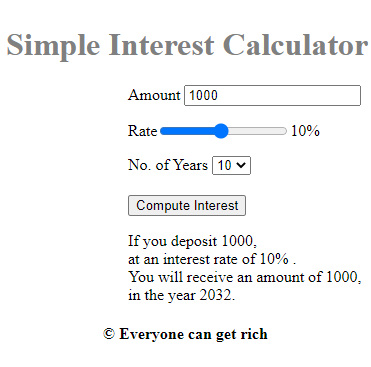 Simple Interest Calculator
Amount 1000
Rate 10%
No. of Years 10
Compute Interest
If you deposit 1000,
at an interest rate of 10% .
You will receive an amount of 1000,
in the year 2032.
© Everyone can get rich